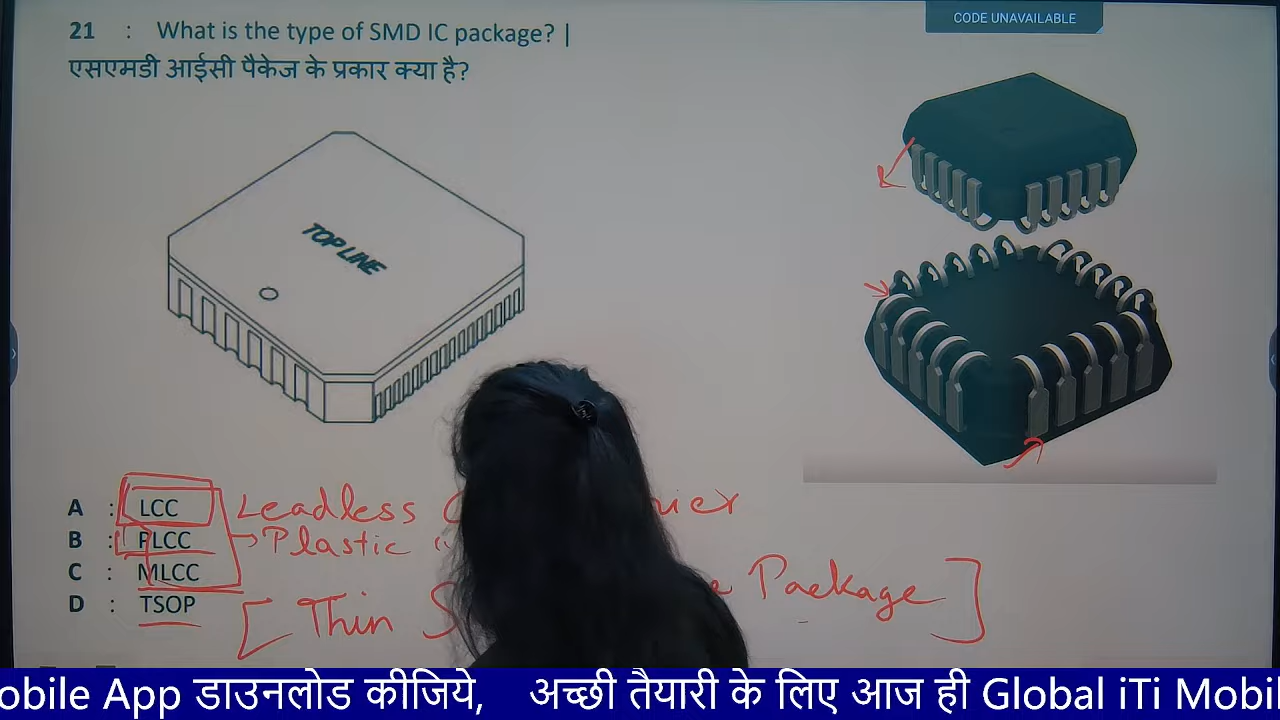 CODE UNAVAILABLE
21 : What is the type of SMD IC package? |
एसएमडी आईसी पैकेज के प्रकार क्या है?
TOP LINE
A : LCC Leadless
B : PLCC → Plastic
C : MLCC
D : TSOP [ Thin Package ]
obile App डाउनलोड कीजिये, अच्छी तैयारी के लिए आज ही Global iTi Mobil